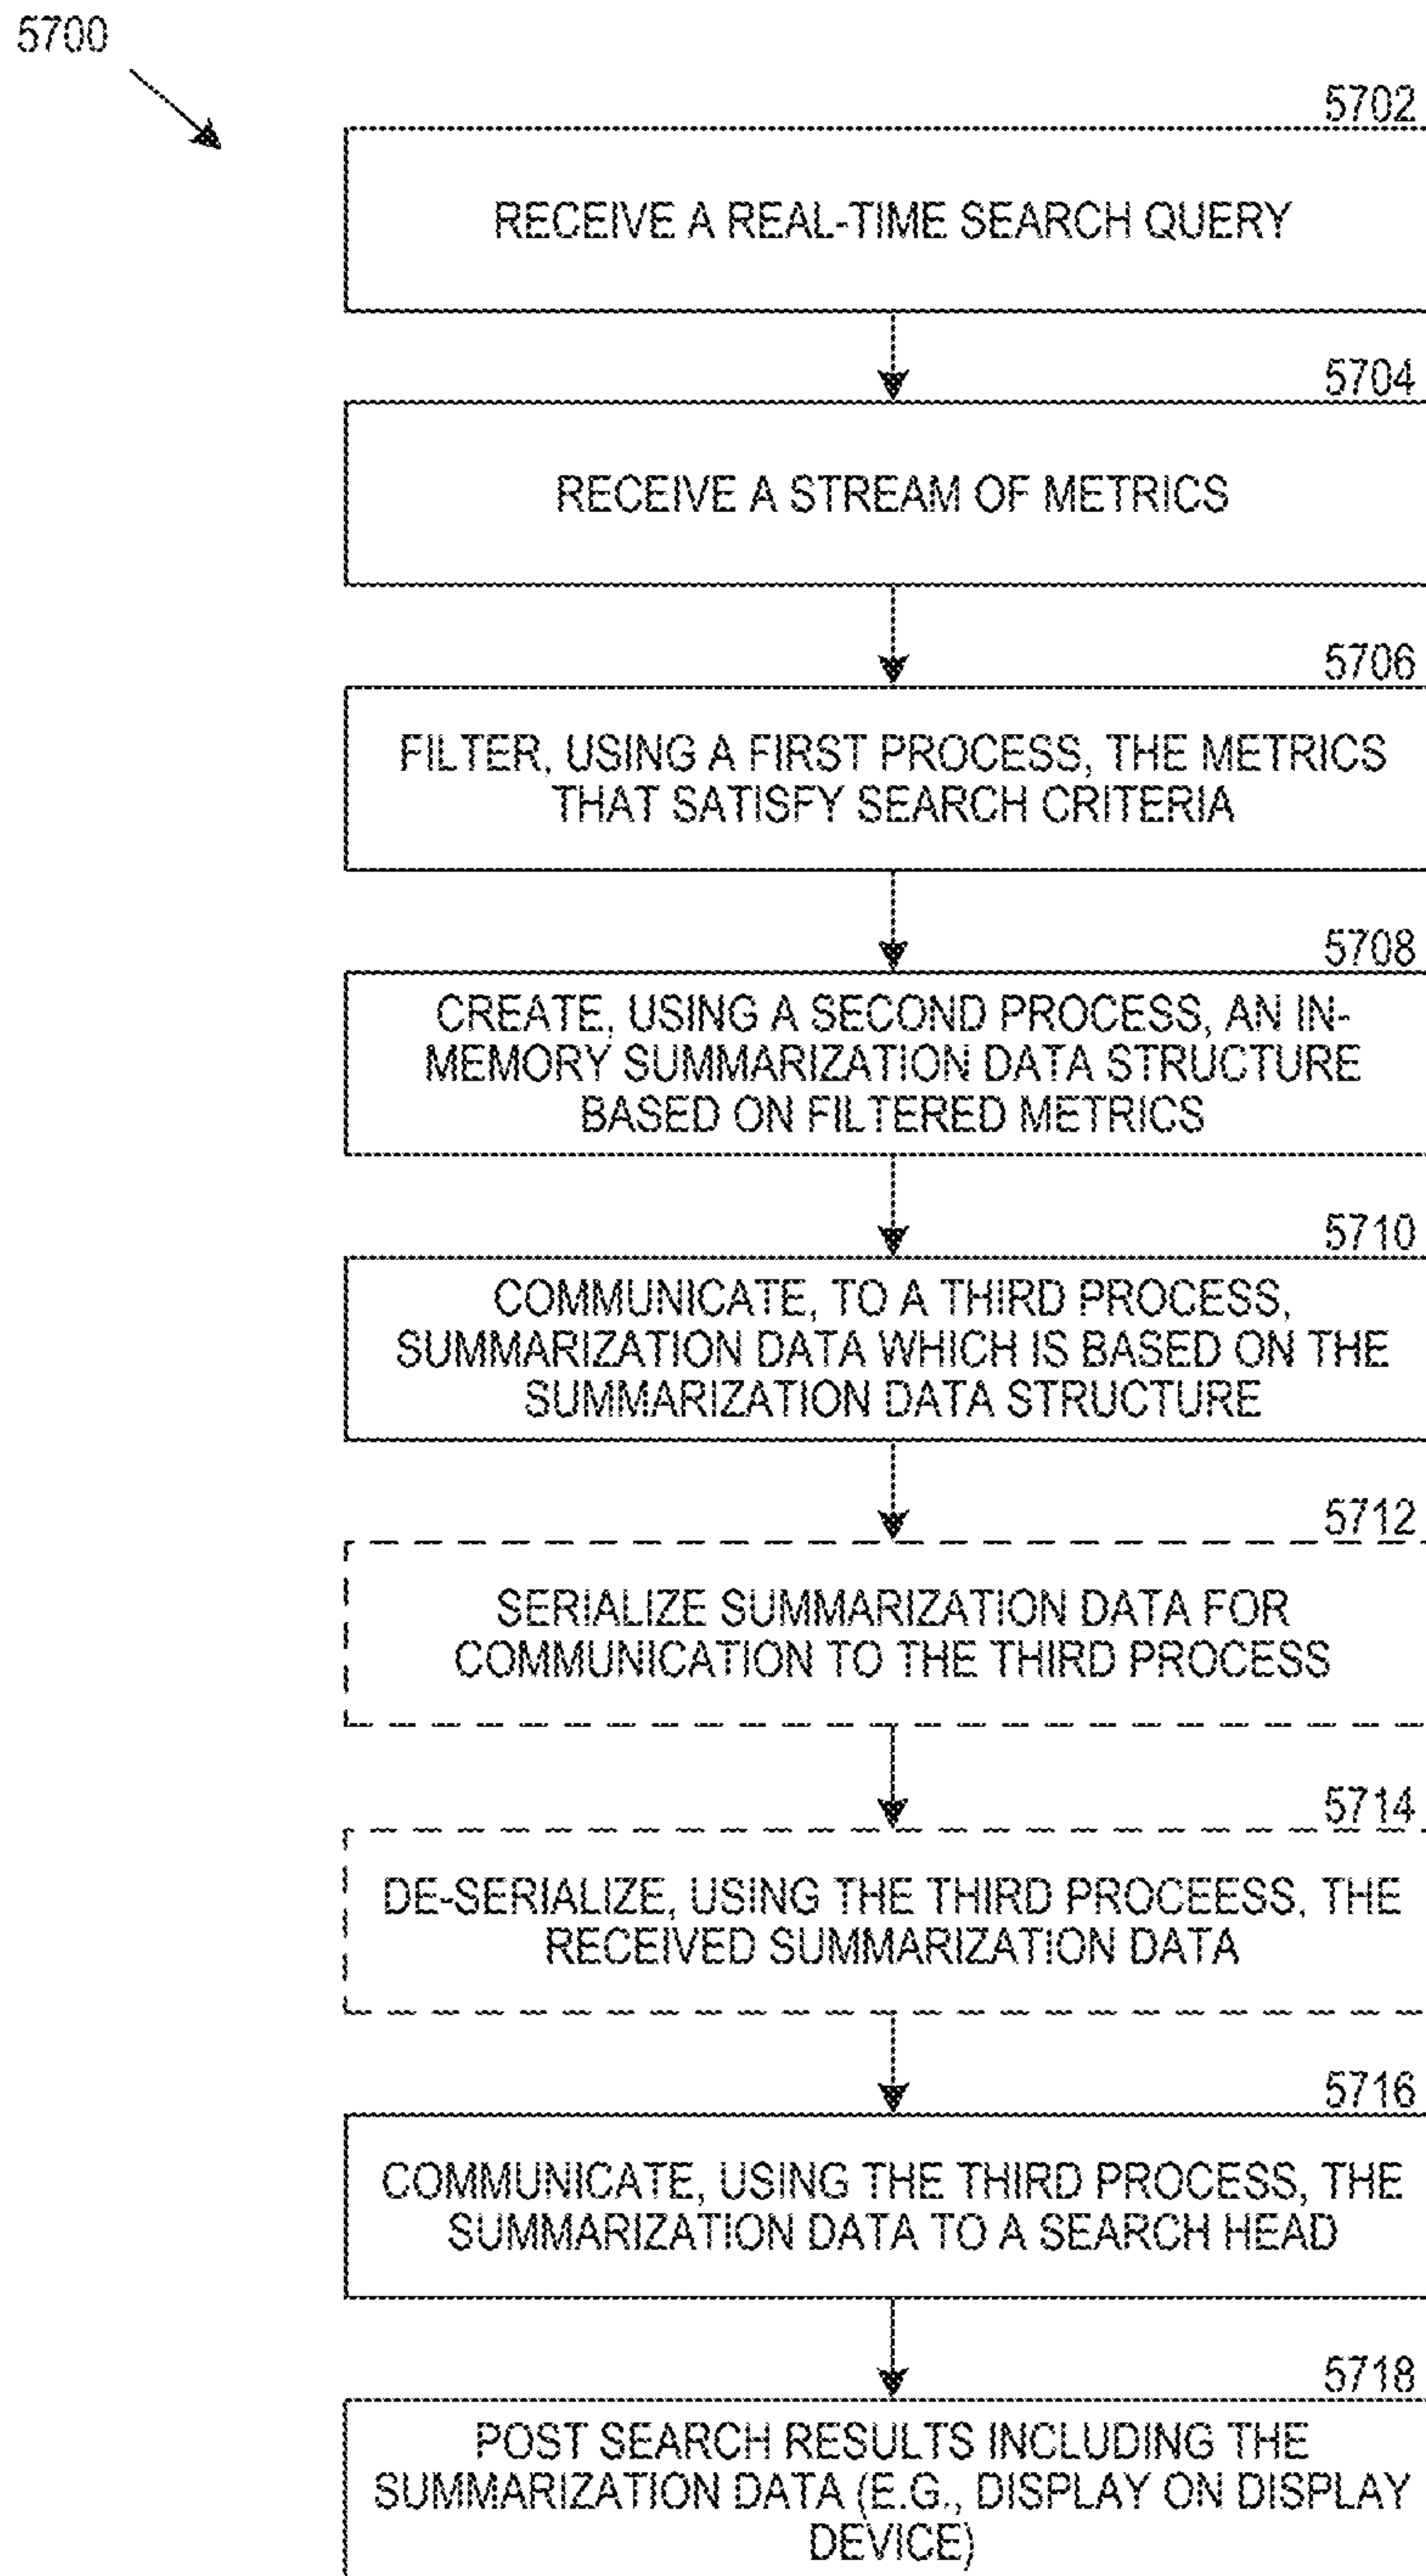 5700
5702
RECEIVE A REAL-TIME SEARCH QUERY
5704
RECEIVE A STREAM OF METRICS
5706
FILTER, USING A FIRST PROCESS, THE METRICS
THAT SATISFY SEARCH CRITERIA
5708
CREATE, USING A SECOND PROCESS, AN IN-
MEMORY SUMMARIZATION DATA STRUCTURE
BASED ON FILTERED METRICS
5710
COMMUNICATE, TO A THIRD PROCESS,
SUMMARIZATION DATA WHICH IS BASED ON THE
SUMMARIZATION DATA STRUCTURE
5712
SERIALIZE SUMMARIZATION DATA FOR
COMMUNICATION TO THE THIRD PROCESS
5714
DE-SERIALIZE, USING THE THIRD PROCEESS, THE
RECEIVED SUMMARIZATION DATA
5716
COMMUNICATE, USING THE THIRD PROCESS, THE
SUMMARIZATION DATA TO A SEARCH HEAD
5718
POST SEARCH RESULTS INCLUDING THE
SUMMARIZATION DATA (E.G., DISPLAY ON DISPLAY
DEVICE)